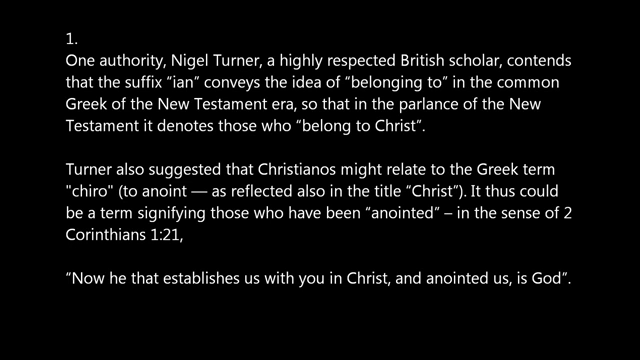 1.
One authority, Nigel Turner, a highly respected British scholar, contends
that the suffix “ian” conveys the idea of “belonging to” in the common
Greek of the New Testament era, so that in the parlance of the New
Testament it denotes those who “belong to Christ”.
Turner also suggested that Christianos might relate to the Greek term
"chiro" (to anoint — as reflected also in the title “Christ”). It thus could
be a term signifying those who have been “anointed” – in the sense of 2
Corinthians 1:21,
“Now he that establishes us with you in Christ, and anointed us, is God”.